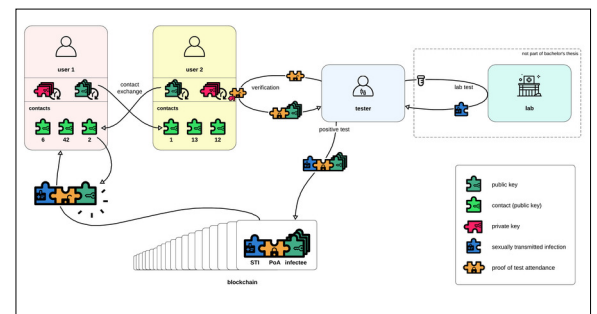 not part of bachelor's thesis
user 1
user 2
contact
exchange
verification
tester
lab test
lab
contacts
contacts
6 42 2
1 13 12
positive test
STI PoA infectee
blockchain
public key
contact (public key)
private key
sexually transmitted infection
proof of test attendance